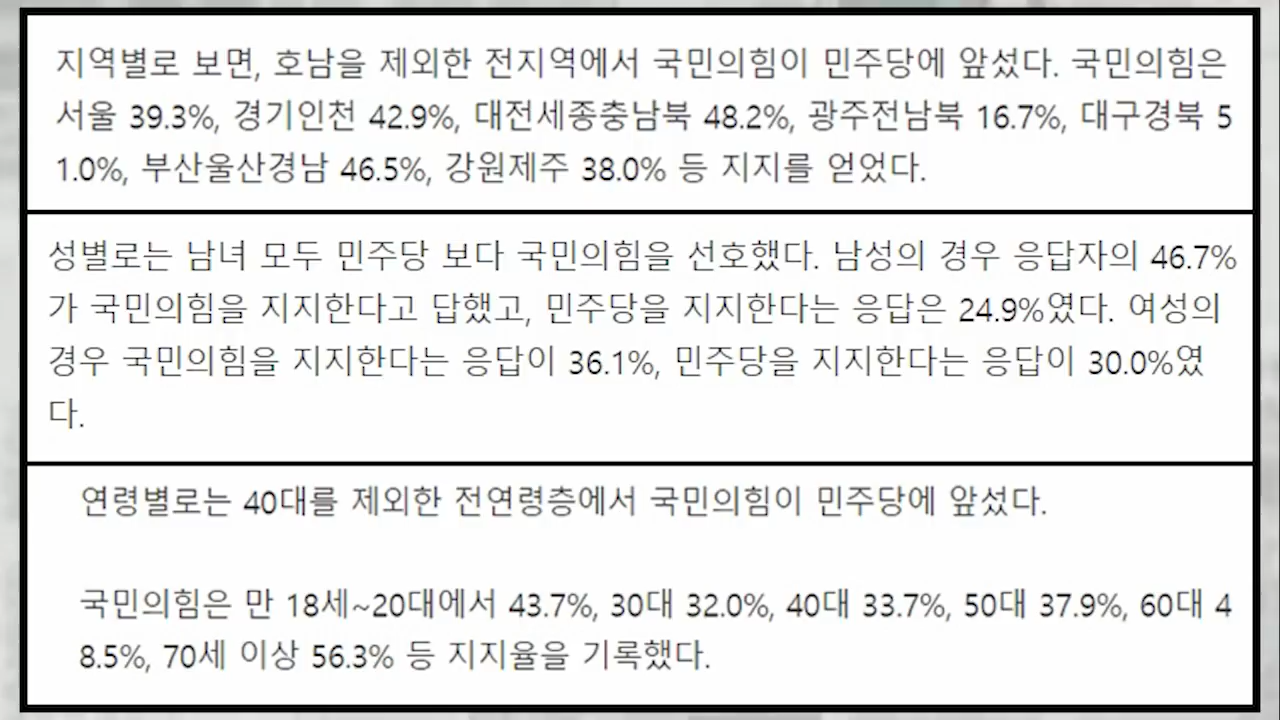 지역별로 보면, 호남을 제외한 전지역에서 국민의힘이 민주당에 앞섰다. 국민의힘은
서울 39.3%, 경기인천 42.9%, 대전세종충남북 48.2%, 광주전남북 16.7%, 대구경북 5
1.0%, 부산울산경남 46.5%, 강원제주 38.0% 등 지지를 얻었다.
성별로는 남녀 모두 민주당 보다 국민의힘을 선호했다. 남성의 경우 응답자의 46.7%
가 국민의힘을 지지한다고 답했고, 민주당을 지지한다는 응답은 24.9%였다. 여성의
경우 국민의힘을 지지한다는 응답이 36.1%, 민주당을 지지한다는 응답이 30.0%였
다.
연령별로는 40대를 제외한 전연령층에서 국민의힘이 민주당에 앞섰다.
국민의힘은 만 18세~20대에서 43.7%, 30대 32.0%, 40대 33.7%, 50대 37.9%, 60대 4
8.5%, 70세 이상 56.3% 등 지지율을 기록했다.